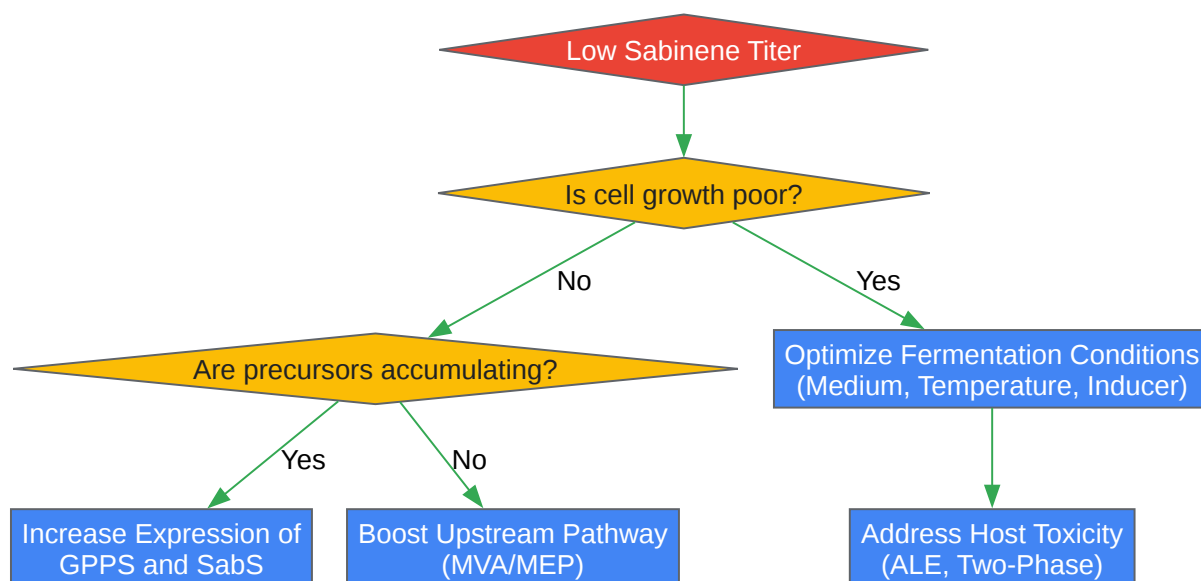 Low Sabinene Titer
Is cell growth poor?
No
Yes
Are precursors accumulating?
Optimize Fermentation Conditions
(Medium, Temperature, Inducer)
Yes
No
Increase Expression of
GPPS and SabS
Boost Upstream Pathway
(MVA/MEP)
Address Host Toxicity
(ALE, Two-Phase)